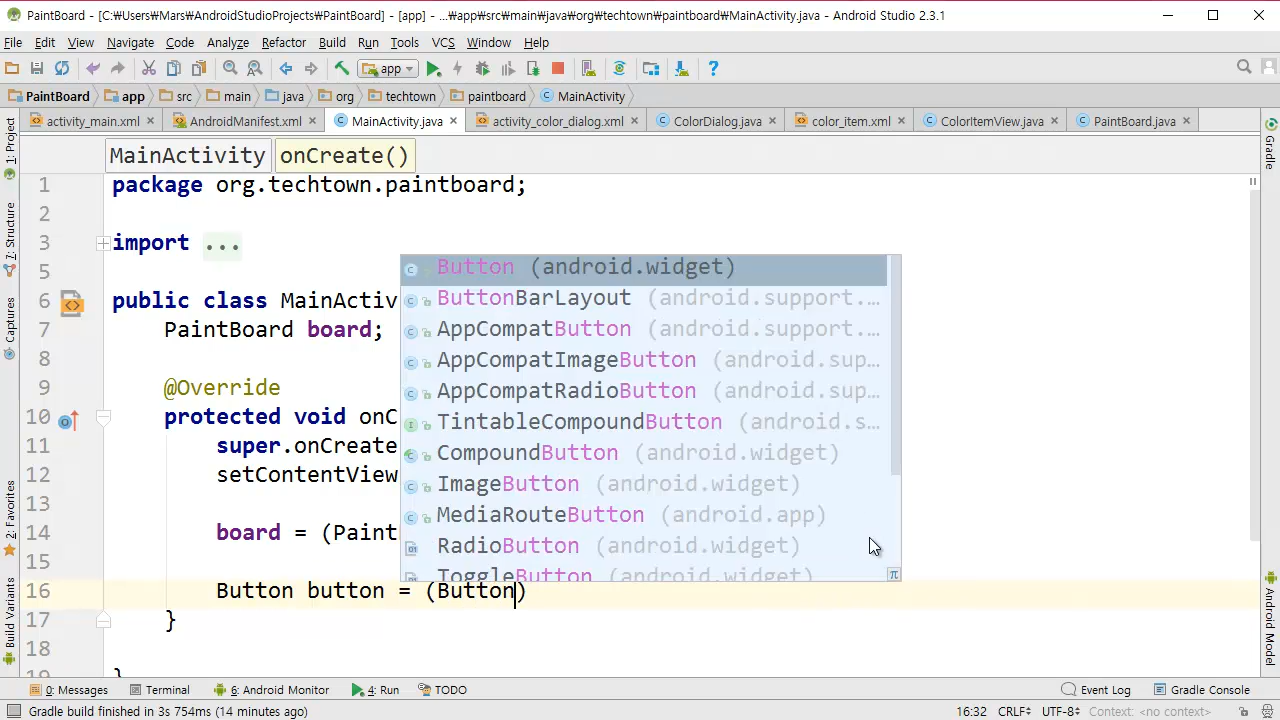 PaintBoard - [C:₩Users₩Mars₩AndroidStudioProjects₩PaintBoard] - [app] - ...₩app₩src₩main₩java₩org₩techtown₩paintboard₩MainActivity.java - Android Studio 2.3.1
File Edit View Navigate Code Analyze Refactor Build Run Tools VCS Window Help
app
PaintBoard app src main java org techtown paintboard MainActivity
activity_main.xml AndroidManifest.xml MainActivity.java activity_color_dialog.xml ColorDialog.java color_item.xml ColorItemView.java PaintBoard.java
MainActivity onCreate()
1 package org.techtown.paintboard;
2
3 import ...
5
6 public class MainActiv
7 PaintBoard board;
8
9 @Override
10 protected void onC
11 super.onCreate
12 setContentView
13
14 board = (Paint
15
16 Button button = (Button)
17 }
18
19 }
Button (android.widget)
ButtonBarLayout (android.support....
AppCompatButton (android.support....
AppCompatImageButton (android.sup...
AppCompatRadioButton (android.sup...
TintableCompoundButton (android.s...
CompoundButton (android.widget)
ImageButton (android.widget)
MediaRouteButton (android.app)
RadioButton (android.widget)
ToggleButton (android.widget)
π
1: Project
7: Structure
Captures
2: Favorites
Build Variants
Gradle
Android Model
0: Messages Terminal 6: Android Monitor 4: Run TODO Event Log Gradle Console
Gradle build finished in 3s 754ms (14 minutes ago) 16:32 CRLF UTF-8 Context: <no context>